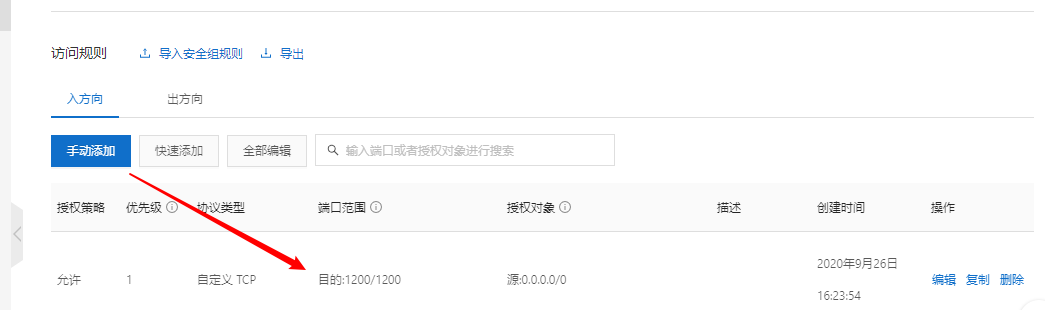 访问规则 导入安全组规则 导出
入方向 出方向
手动添加 快速添加 全部编辑 输入端口或者授权对象进行搜索
授权策略 优先级 协议类型 端口范围 授权对象 描述 创建时间 操作
允许 1 自定义 TCP 目的:1200/1200 源:0.0.0.0/0 2020年9月26日 编辑 复制 删除
16:23:54